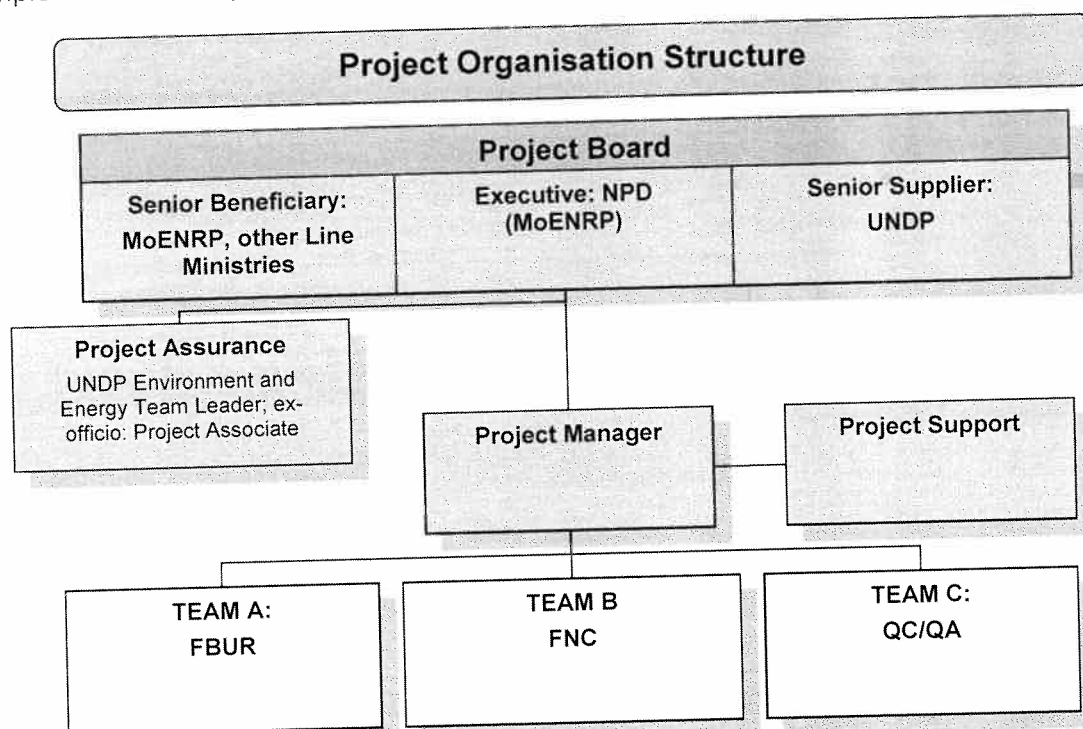 Project Organisation Structure
Project Board
Senior Beneficiary:
MoENRP, other Line
Ministries
Executive: NPD
(MoENRP)
Senior Supplier:
UNDP
Project Assurance
UNDP Environment and
Energy Team Leader; ex-
officio: Project Associate
Project Manager
Project Support
TEAM A:
FBUR
TEAM B
FNC
TEAM C:
QC/QA